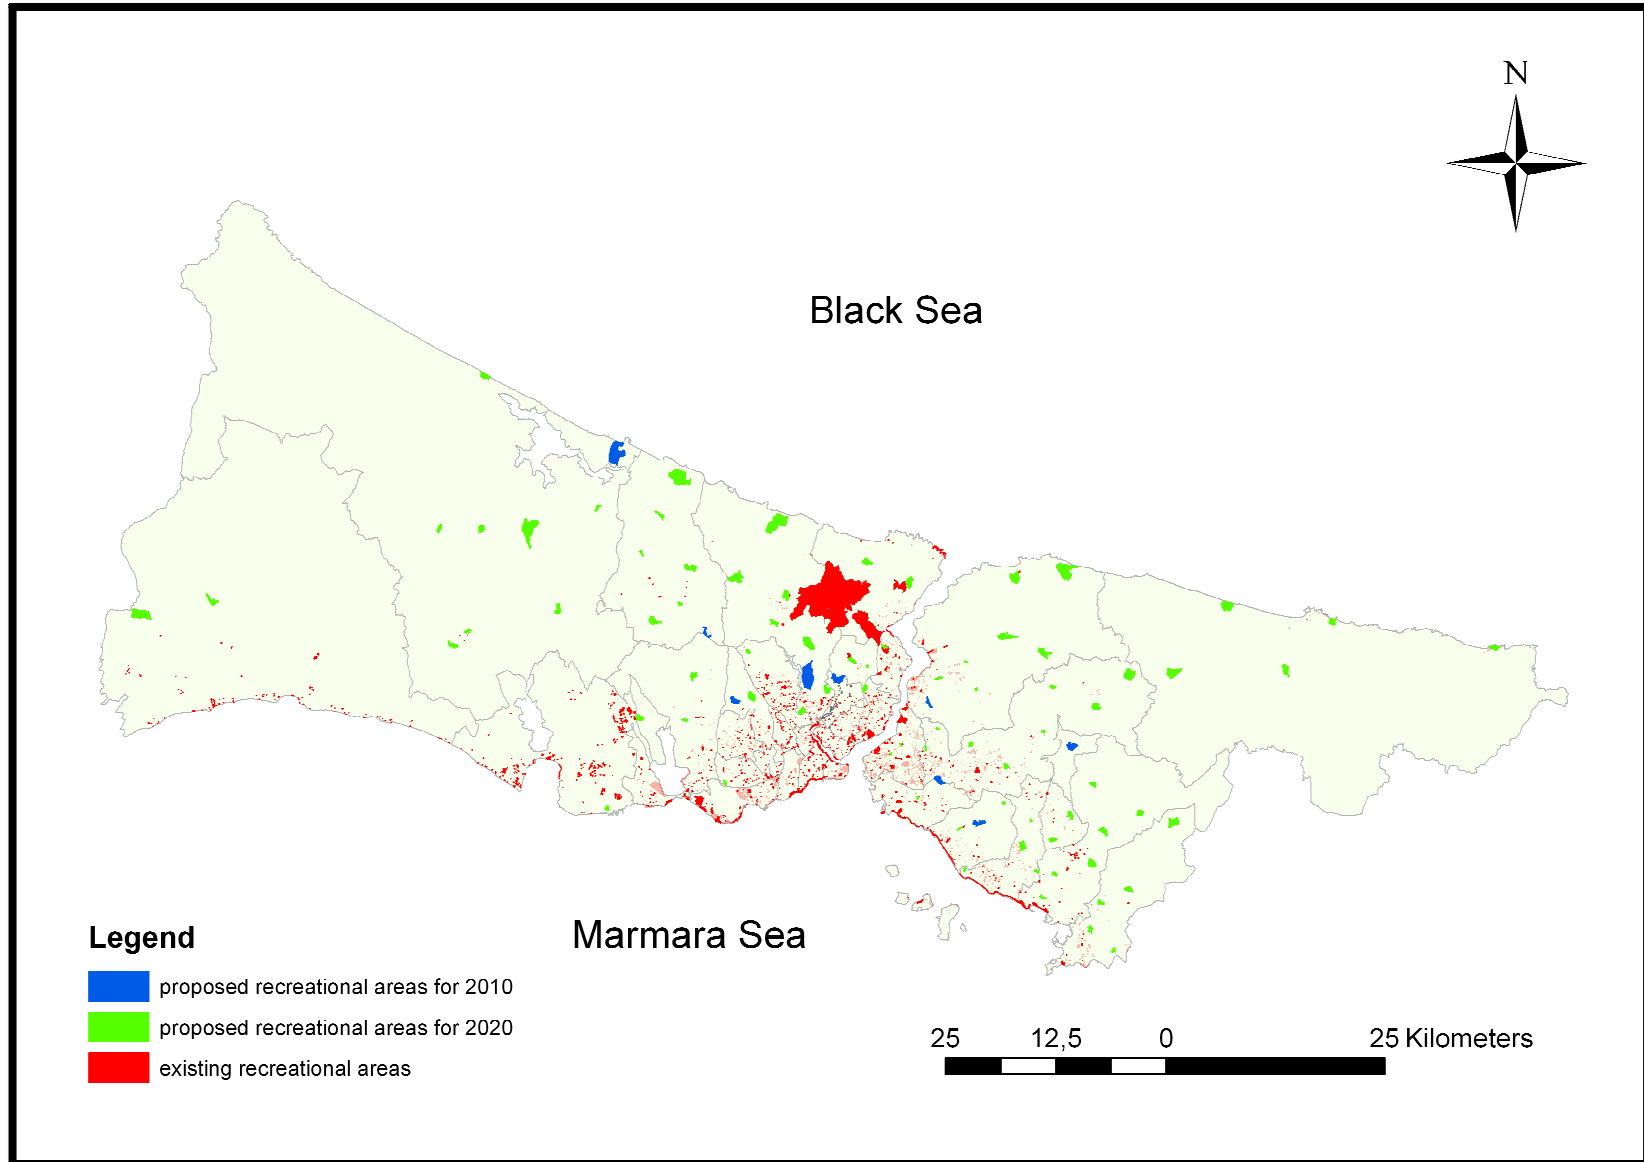 N
Black Sea
Marmara Sea
Legend
proposed recreational areas for 2010
proposed recreational areas for 2020
existing recreational areas
25 12,5 0 25 Kilometers